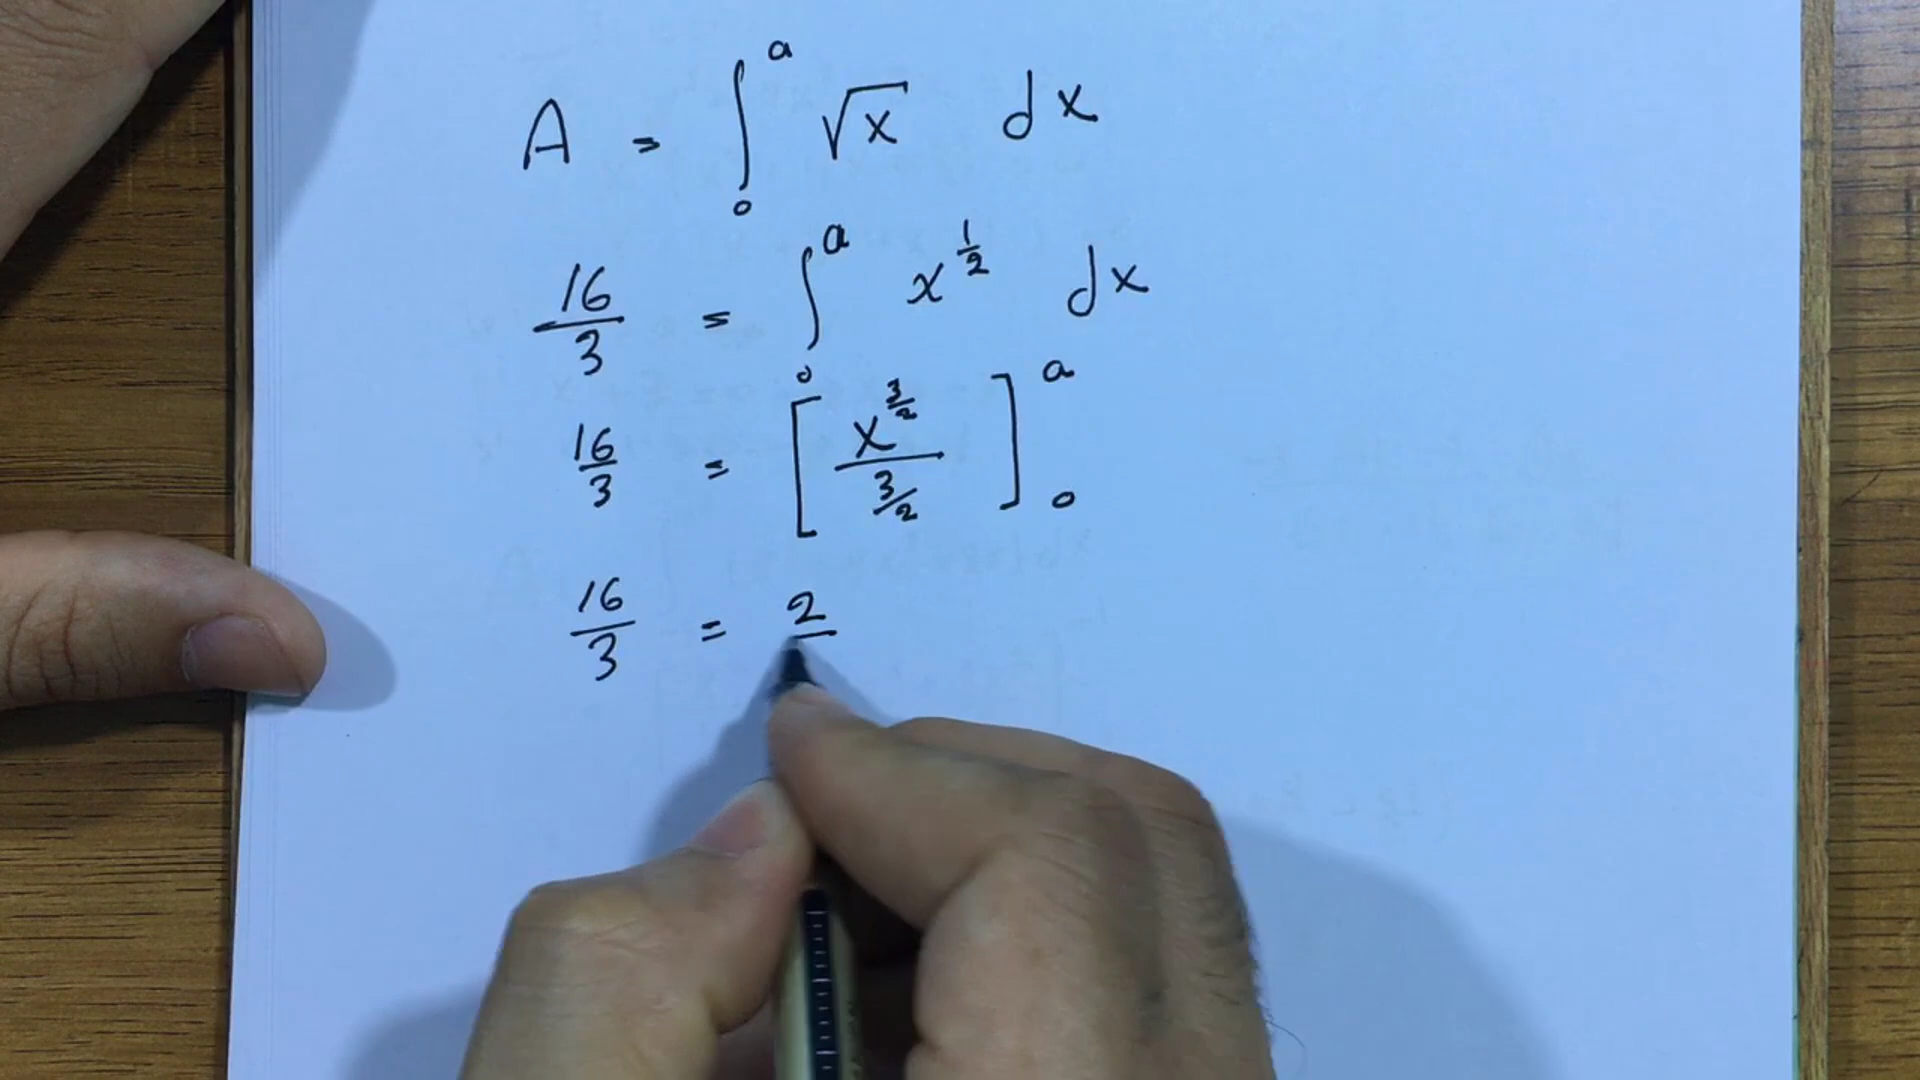 A = ∫₀ᵃ √x dx
16/3 = ∫₀ᵃ x^(1/2) dx
16/3 = [ x^(3/2) / (3/2) ]₀ᵃ
16/3 = 2/